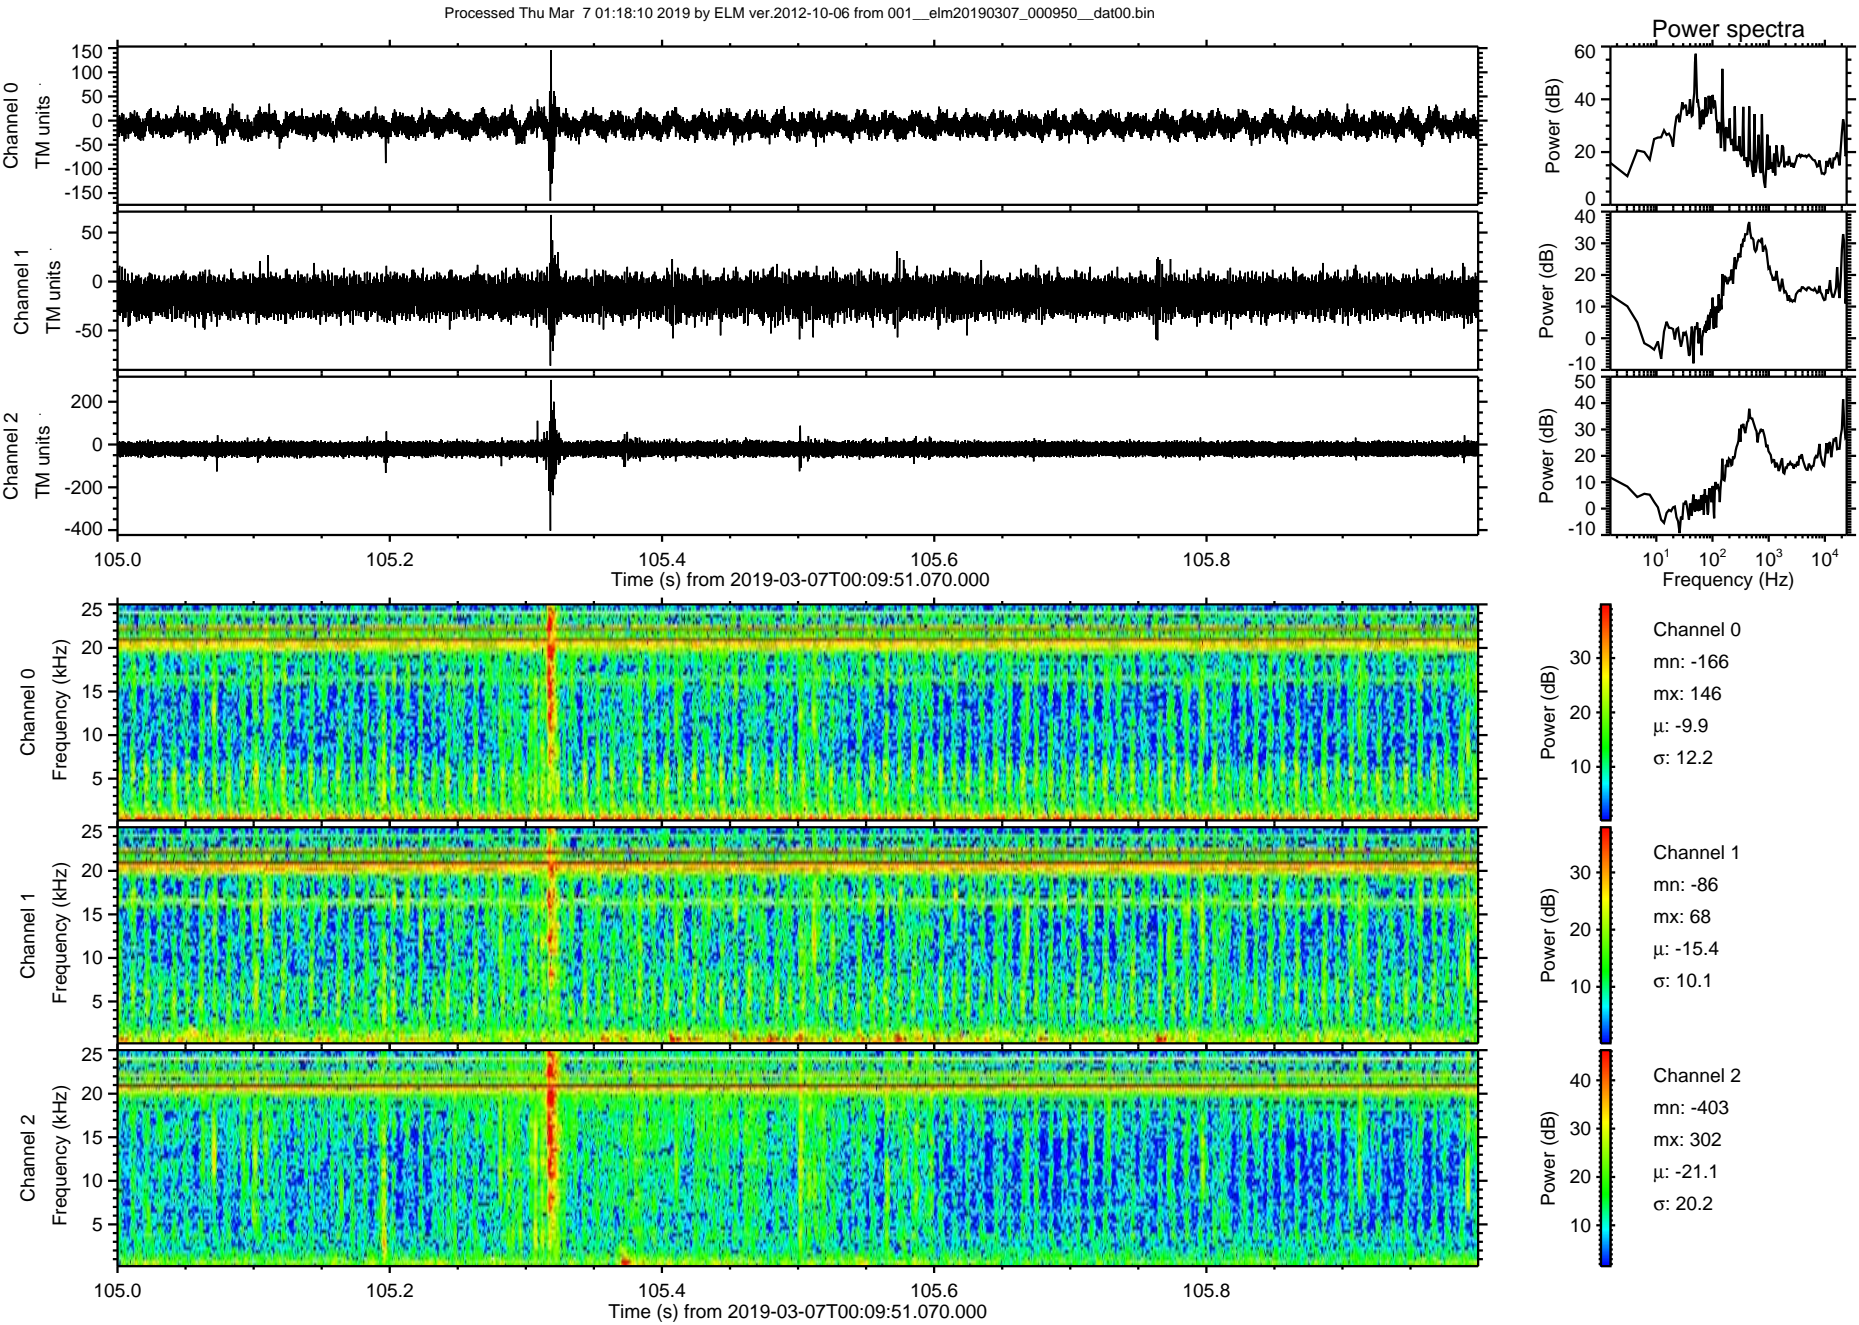 Processed Thu Mar  7 01:18:10 2019 by ELM ver.2012-10-06 from 001__elm20190307_000950__dat00.bin
Power spectra
Channel 0
TM units
150
100
50
0
-50
-100
-150
Power (dB)
60
40
20
0
Channel 1
TM units
50
0
-50
Power (dB)
40
30
20
10
0
-10
Channel 2
TM units
200
0
-200
-400
Power (dB)
50
40
30
20
10
0
-10
105.0 105.2 105.4 105.6 105.8
Time (s) from 2019-03-07T00:09:51.070.000
10^1 10^2 10^3 10^4
Frequency (Hz)
Channel 0
Frequency (kHz)
25
20
15
10
5
Power (dB)
30
20
10
Channel 0
mn: -166
mx: 146
μ: -9.9
σ: 12.2
Channel 1
Frequency (kHz)
25
20
15
10
5
Power (dB)
30
20
10
Channel 1
mn: -86
mx: 68
μ: -15.4
σ: 10.1
Channel 2
Frequency (kHz)
25
20
15
10
5
Power (dB)
40
30
20
10
Channel 2
mn: -403
mx: 302
μ: -21.1
σ: 20.2
105.0 105.2 105.4 105.6 105.8
Time (s) from 2019-03-07T00:09:51.070.000